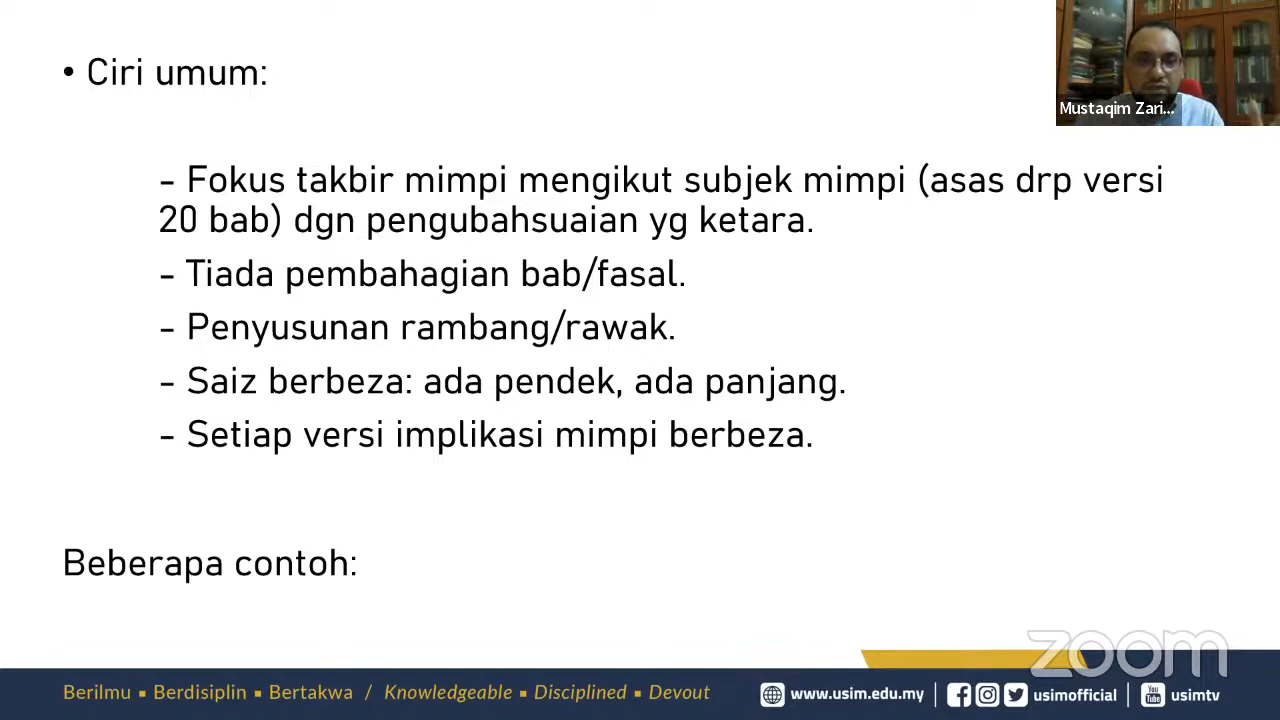 • Ciri umum:
Mustaqim Zari...
- Fokus takbir mimpi mengikut subjek mimpi (asas drp versi
20 bab) dgn pengubahsuaian yg ketara.
- Tiada pembahagian bab/fasal.
- Penyusunan rambang/rawak.
- Saiz berbeza: ada pendek, ada panjang.
- Setiap versi implikasi mimpi berbeza.
Beberapa contoh:
zoom
Berilmu ▪ Berdisiplin ▪ Bertakwa / Knowledgeable ▪ Disciplined ▪ Devout
www.usim.edu.my | usimofficial | You Tube usimtv